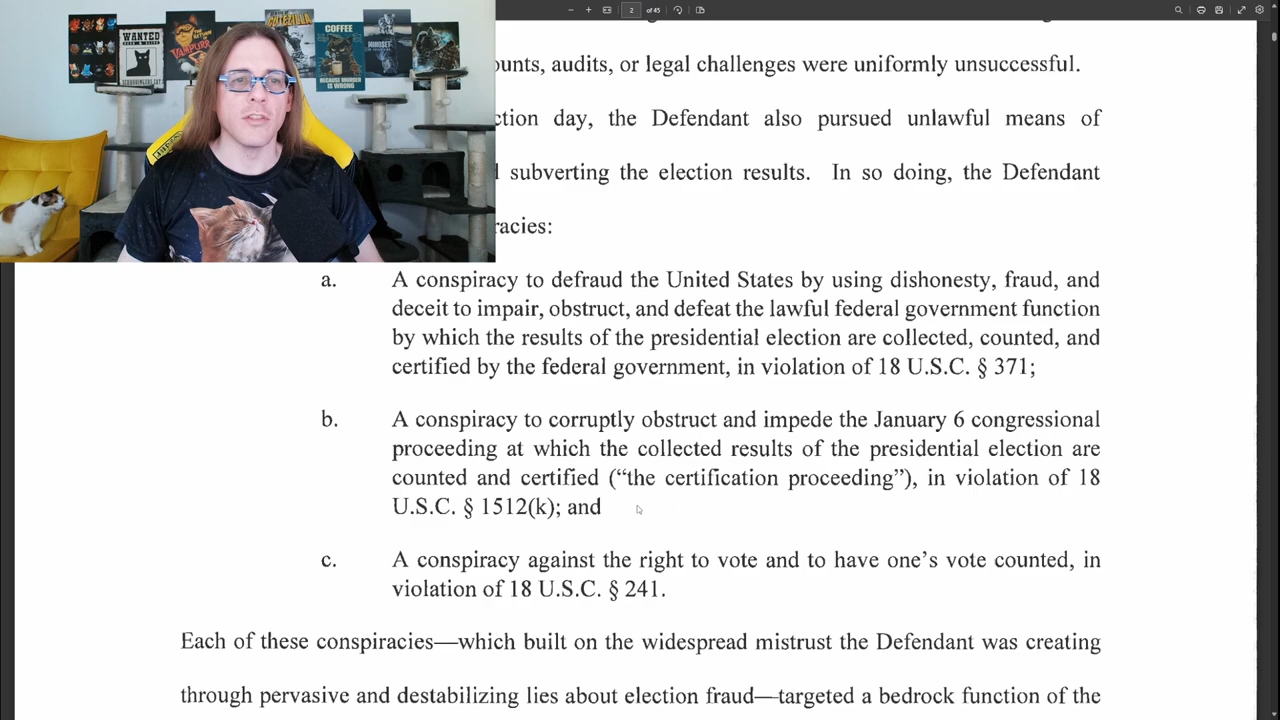 2 of 45
WANTED
VAMPURR
CATZILLA
COFFEE
BECAUSE MURDER
IS WRONG
MINDSET
ounts, audits, or legal challenges were uniformly unsuccessful.
ction day, the Defendant also pursued unlawful means of
subverting the election results. In so doing, the Defendant
racies:
a. A conspiracy to defraud the United States by using dishonesty, fraud, and
deceit to impair, obstruct, and defeat the lawful federal government function
by which the results of the presidential election are collected, counted, and
certified by the federal government, in violation of 18 U.S.C. § 371;
b. A conspiracy to corruptly obstruct and impede the January 6 congressional
proceeding at which the collected results of the presidential election are
counted and certified (“the certification proceeding”), in violation of 18
U.S.C. § 1512(k); and
c. A conspiracy against the right to vote and to have one’s vote counted, in
violation of 18 U.S.C. § 241.
Each of these conspiracies—which built on the widespread mistrust the Defendant was creating
through pervasive and destabilizing lies about election fraud—targeted a bedrock function of the